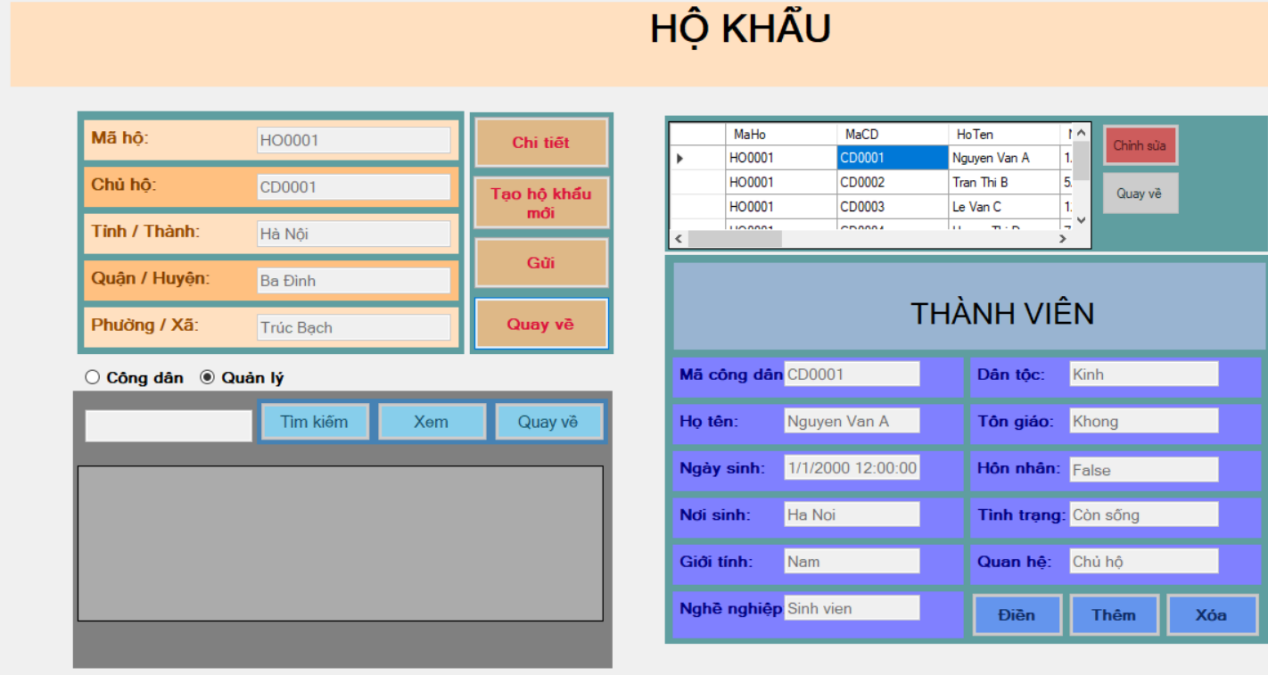 HỘ KHẨU
Mã hộ: HO0001
Chủ hộ: CD0001
Tỉnh / Thành: Hà Nội
Quận / Huyện: Ba Đình
Phường / Xã: Trúc Bạch
Chi tiết
Tạo hộ khẩu
mới
Gửi
Quay về
Công dân Quản lý
Tìm kiếm Xem Quay về
MaHo MaCD HoTen
HO0001 CD0001 Nguyen Van A 1.
HO0001 CD0002 Tran Thi B 5.
HO0001 CD0003 Le Van C 1.
Chỉnh sửa
Quay về
THÀNH VIÊN
Mã công dân CD0001 Dân tộc: Kinh
Họ tên: Nguyen Van A Tôn giáo: Khong
Ngày sinh: 1/1/2000 12:00:00 Hôn nhân: False
Nơi sinh: Ha Noi Tình trạng: Còn sống
Giới tính: Nam Quan hệ: Chủ hộ
Nghề nghiệp Sinh vien Điền Thêm Xóa